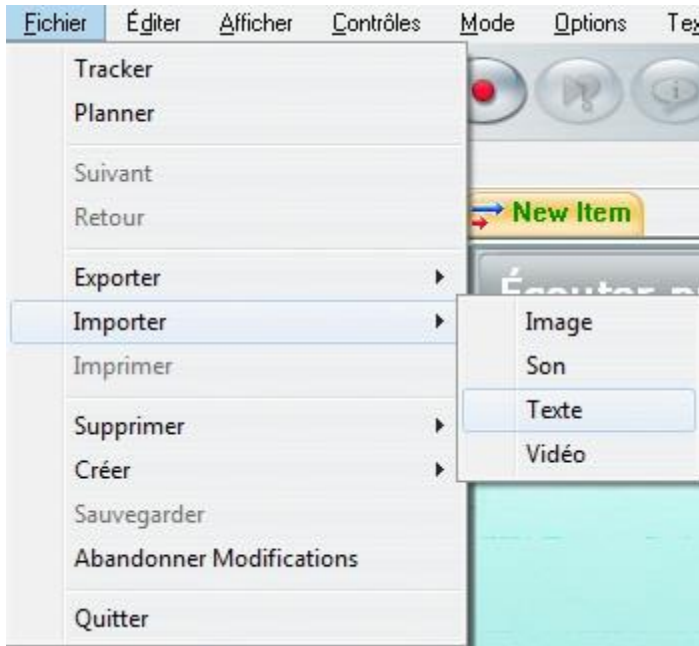 Fichier Éditer Afficher Contrôles Mode Options
Tracker
Planner
Suivant
Retour
New Item
Exporter
Importer
Image
Imprimer
Son
Texte
Vidéo
Supprimer
Créer
Sauvegarder
Abandonner Modifications
Quitter